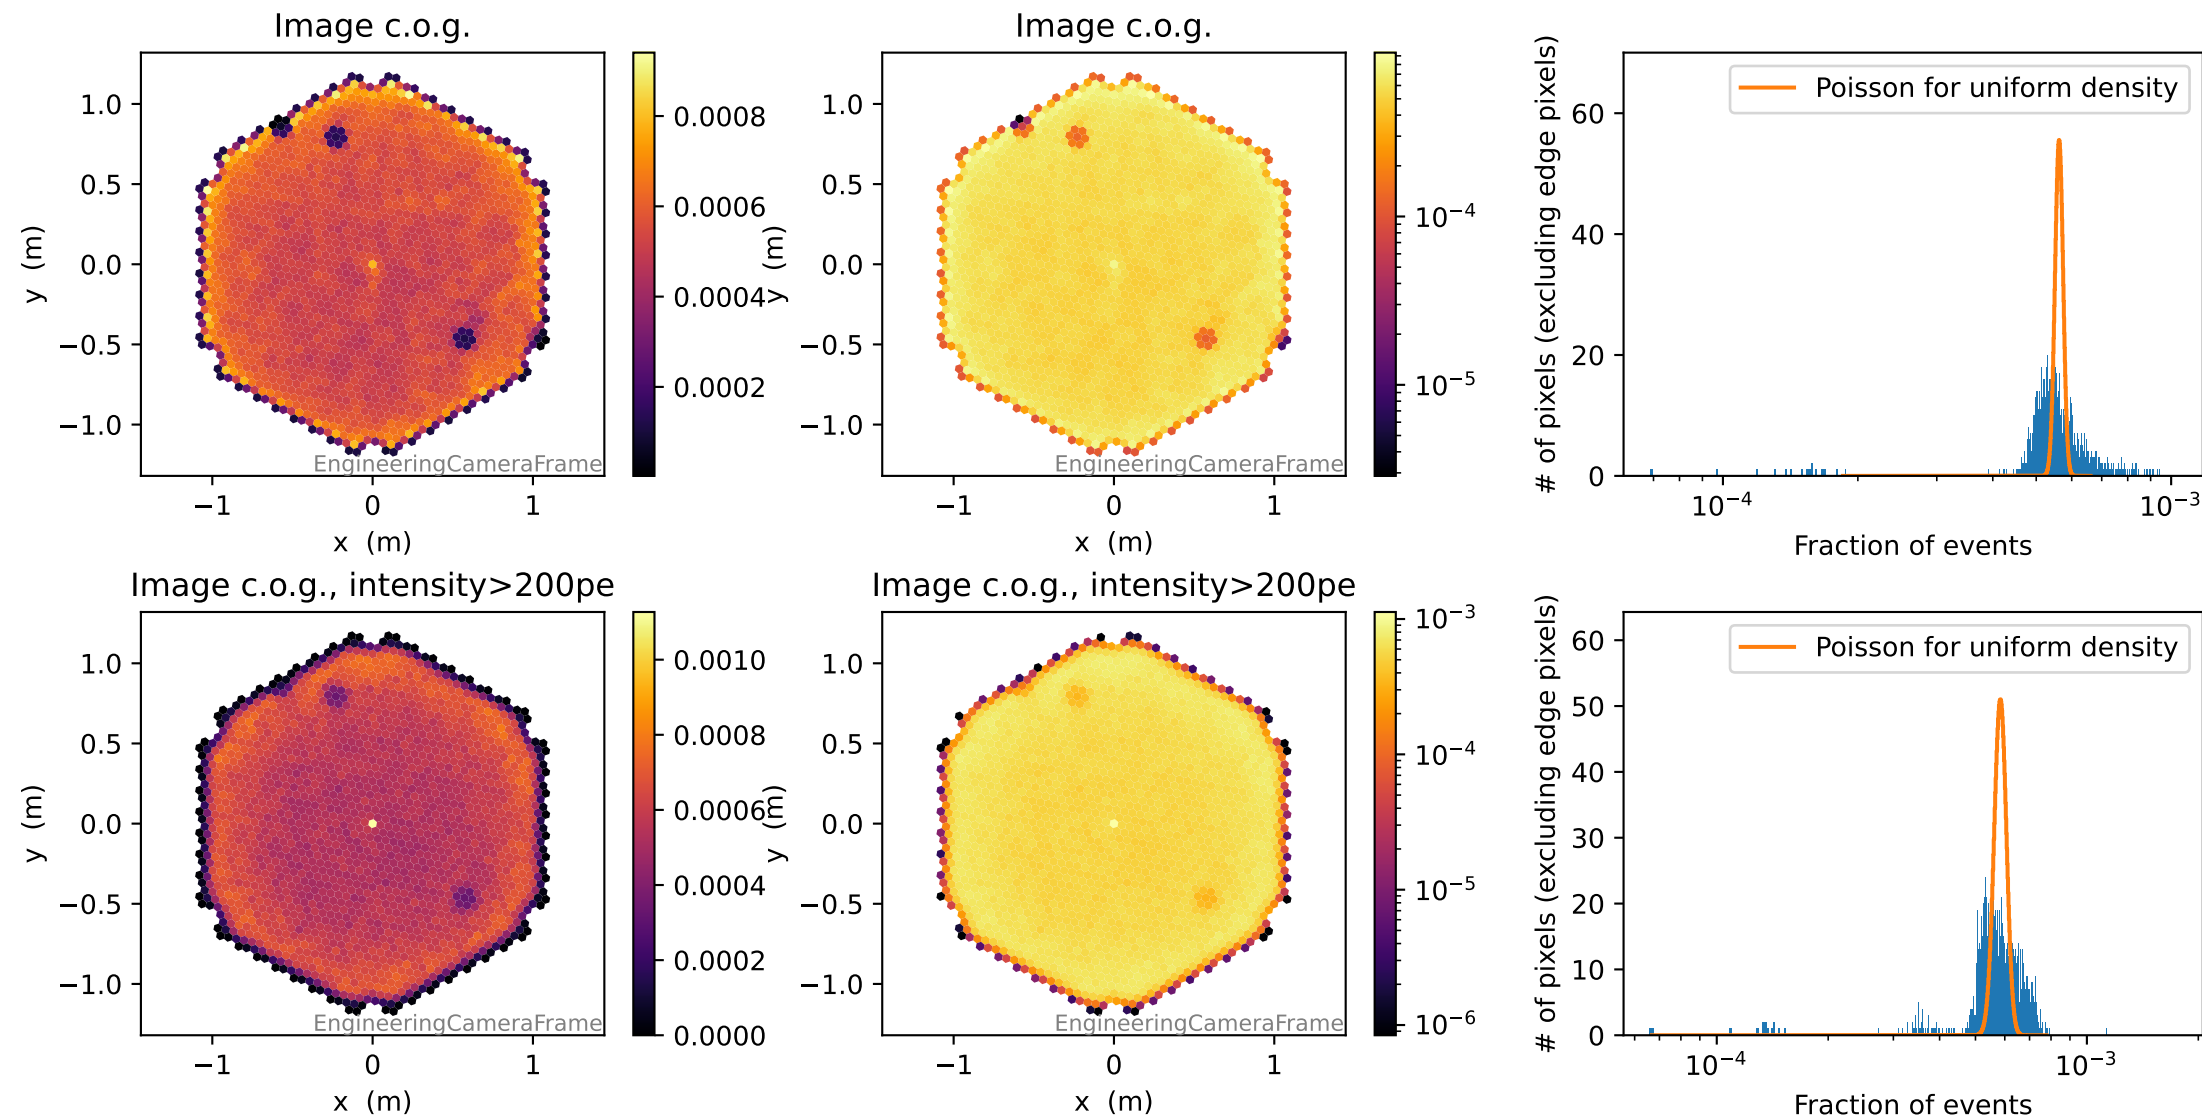 Image c.o.g.
1.0
0.5
0.0
−0.5
−1.0
y (m)
−1
0
1
x (m)
EngineeringCameraFrame
0.0008
0.0006
0.0004
0.0002
Image c.o.g.
1.0
0.5
0.0
−0.5
−1.0
y (m)
−1
0
1
x (m)
EngineeringCameraFrame
10⁻⁴
10⁻⁵
# of pixels (excluding edge pixels)
60
40
20
0
Poisson for uniform density
10⁻⁴
10⁻³
Fraction of events
Image c.o.g., intensity>200pe
1.0
0.5
0.0
−0.5
−1.0
y (m)
−1
0
1
x (m)
EngineeringCameraFrame
0.0010
0.0008
0.0006
0.0004
0.0002
0.0000
Image c.o.g., intensity>200pe
1.0
0.5
0.0
−0.5
−1.0
y (m)
−1
0
1
x (m)
EngineeringCameraFrame
10⁻³
10⁻⁴
10⁻⁵
10⁻⁶
# of pixels (excluding edge pixels)
60
50
40
30
20
10
0
Poisson for uniform density
10⁻⁴
10⁻³
Fraction of events